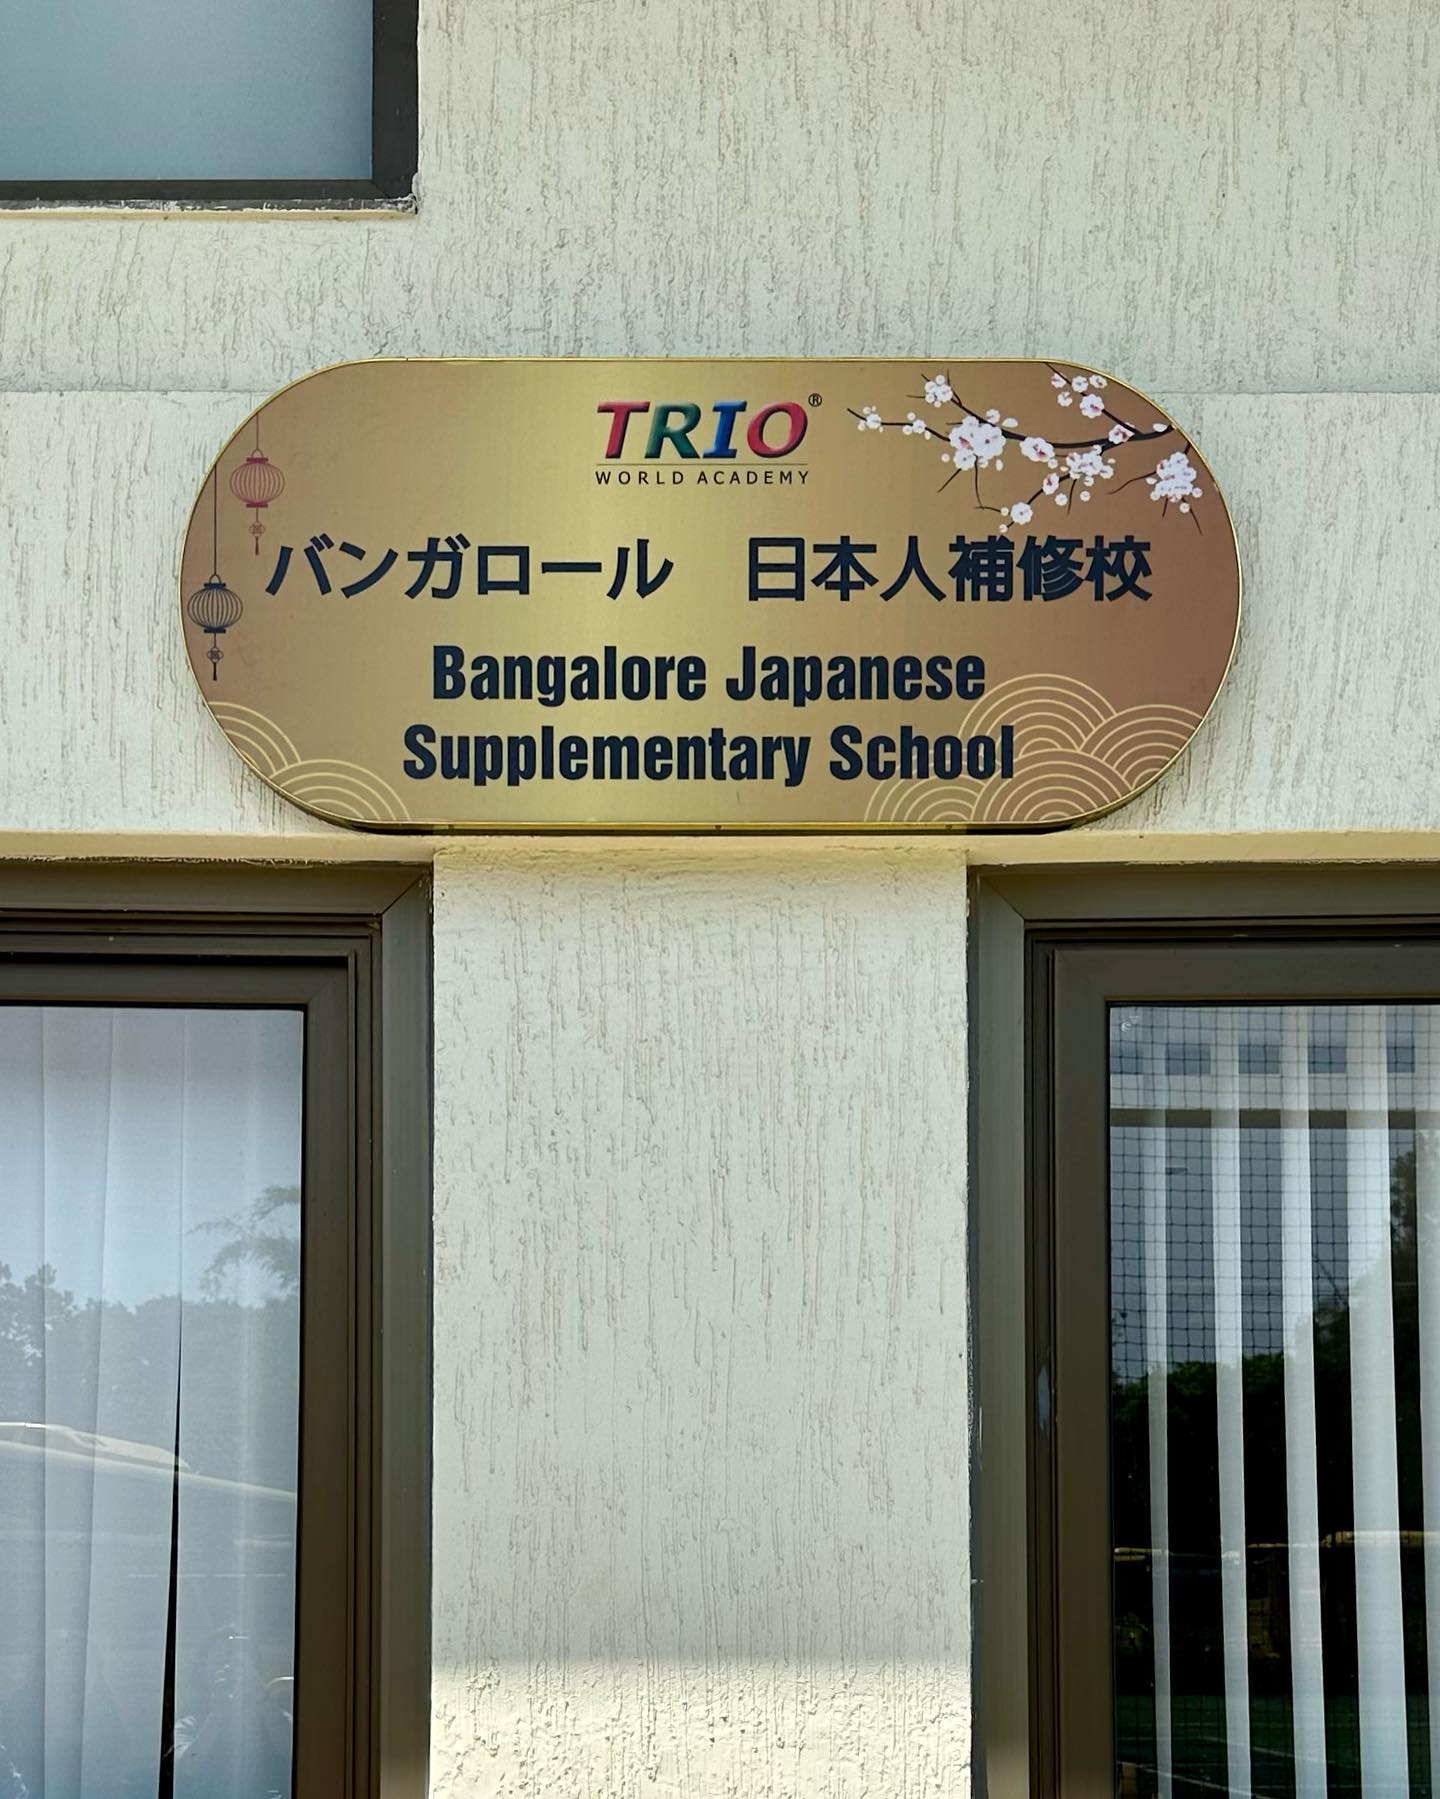 TRIO®
WORLD ACADEMY
バンガロール　日本人補修校
Bangalore Japanese
Supplementary School